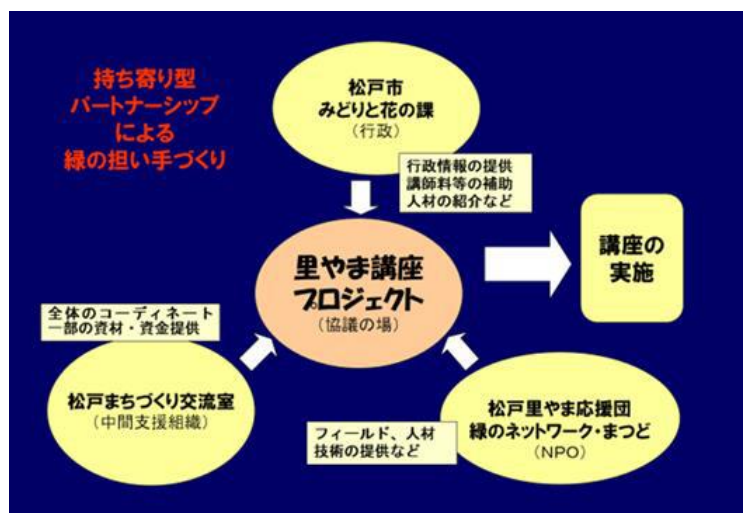 持ち寄り型
パートナーシップ
による
緑の担い手づくり
松戸市
みどりと花の課
(行政)
行政情報の提供
講師料等の補助
人材の紹介など
里やま講座
プロジェクト
(協議の場)
講座の
実施
全体のコーディネート
一部の資材・資金提供
松戸まちづくり交流室
(中間支援組織)
フィールド、人材
技術の提供など
松戸里やま応援団
緑のネットワーク・まつど
(NPO)